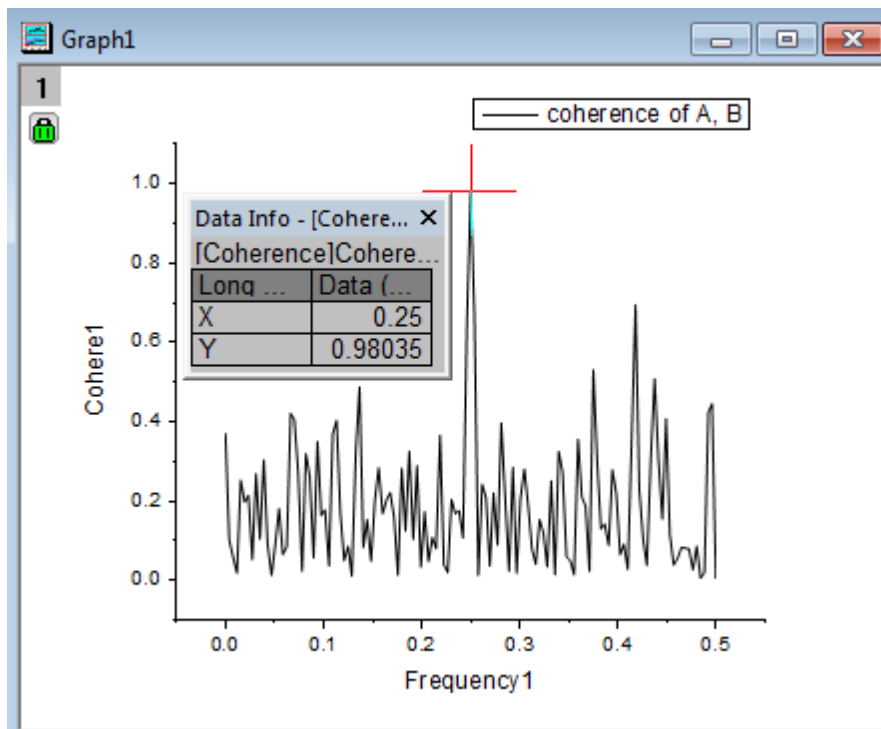 Graph1
1
coherence of A, B
Data Info - [Cohere...
[Coherence]Cohere...
Long ... Data (...
X 0.25
Y 0.98035
1.0
0.8
0.6
0.4
0.2
0.0
Cohere1
0.0 0.1 0.2 0.3 0.4 0.5
Frequency1